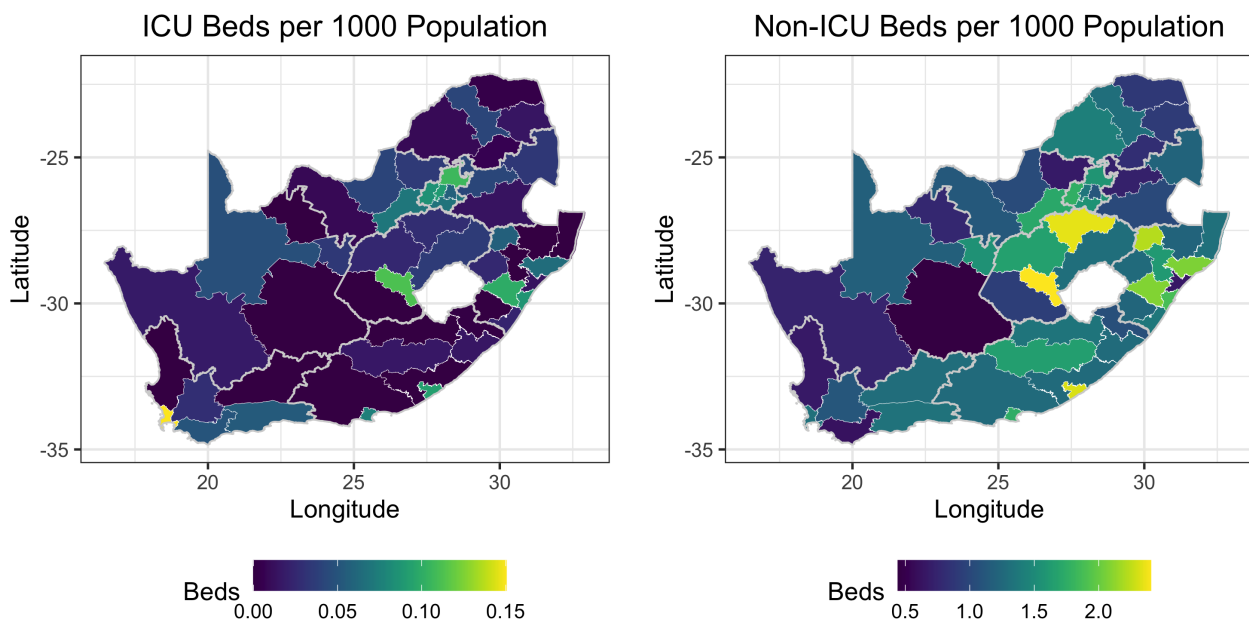 ICU Beds per 1000 Population
Non-ICU Beds per 1000 Population
Latitude
-25
-30
-35
20
25
30
Longitude
Latitude
-25
-30
-35
20
25
30
Longitude
Beds
0.00
0.05
0.10
0.15
Beds
0.5
1.0
1.5
2.0